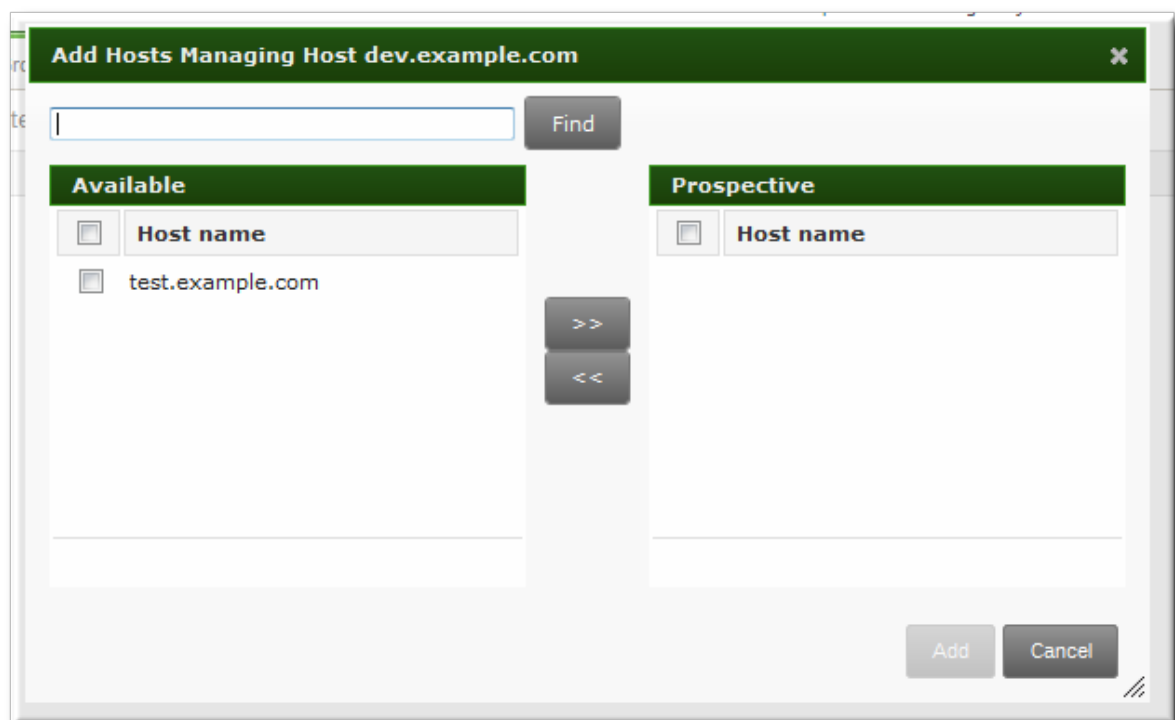 Add Hosts Managing Host dev.example.com
Find
Available
Prospective
Host name
Host name
test.example.com
>>
<<
Add
Cancel